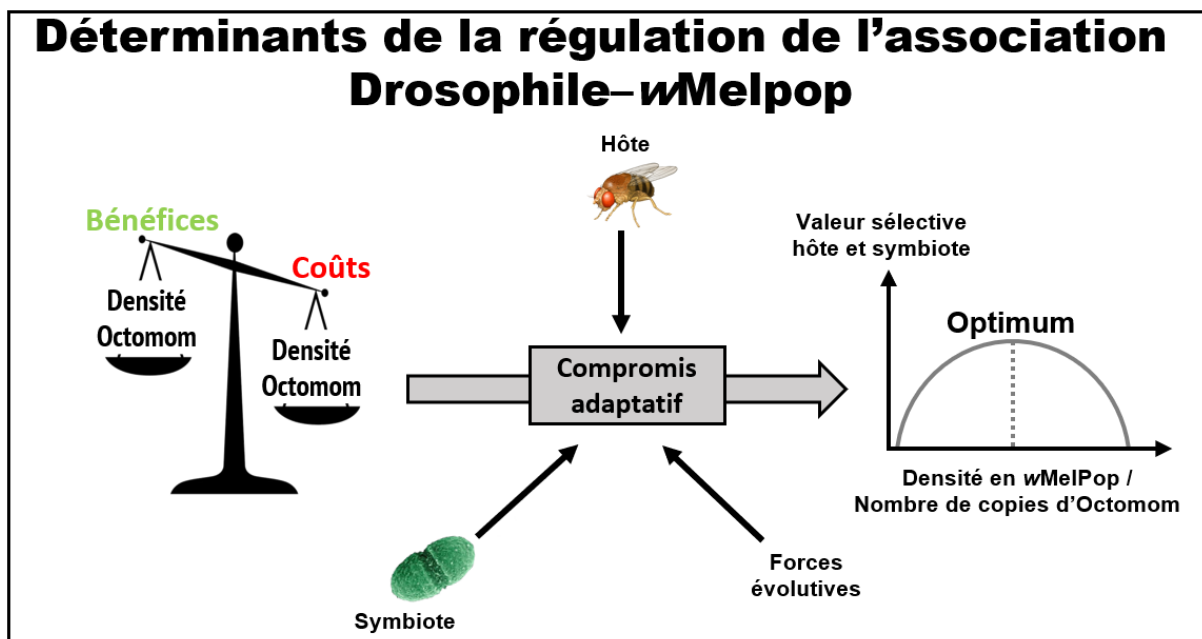 Déterminants de la régulation de l’association
Drosophile–wMelpop
Hôte
Bénéfices
Coûts
Densité
Octomom
Densité
Octomom
Compromis
adaptatif
Valeur sélective
hôte et symbiote
Optimum
Densité en wMelPop /
Nombre de copies d’Octomom
Symbiote
Forces
évolutives